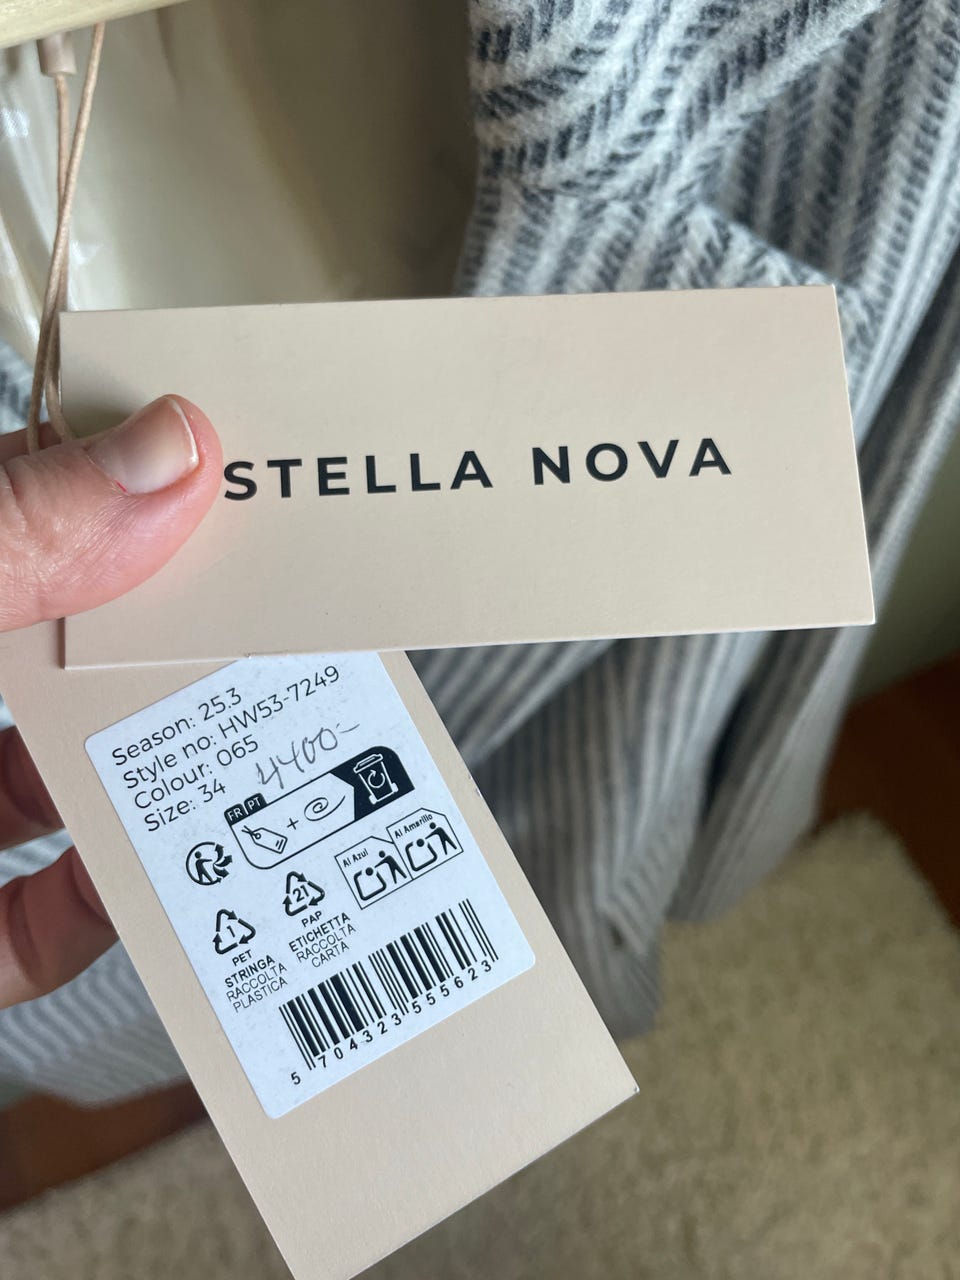 STELLA NOVA
Season: 25.3
Style no: HW53-7249
Colour: 065
Size: 34
4400-
FR PT
+
Al Azul
Al Amarillo
1
PET
STRINGA
RACCOLTA
PLASTICA
21
PAP
ETICHETTA
RACCOLTA
CARTA
5 704323 555623